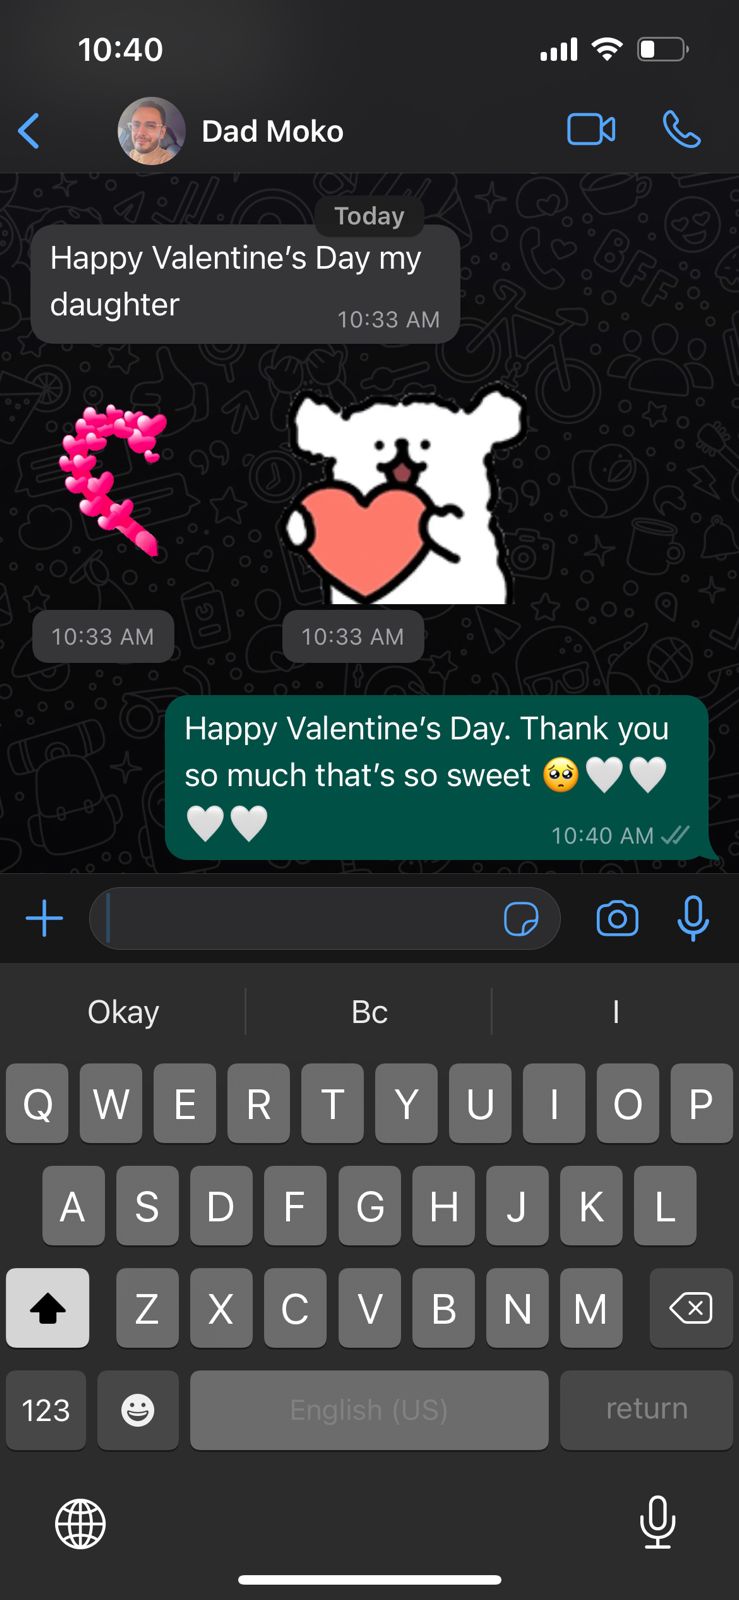 10:40
Dad Moko
Today
Happy Valentine’s Day my
daughter
10:33 AM
10:33 AM
10:33 AM
Happy Valentine’s Day. Thank you
so much that’s so sweet 🥺🤍🤍
🤍🤍
10:40 AM
Okay
Bc
I
Q W E R T Y U I O P
A S D F G H J K L
Z X C V B N M
123
English (US)
return